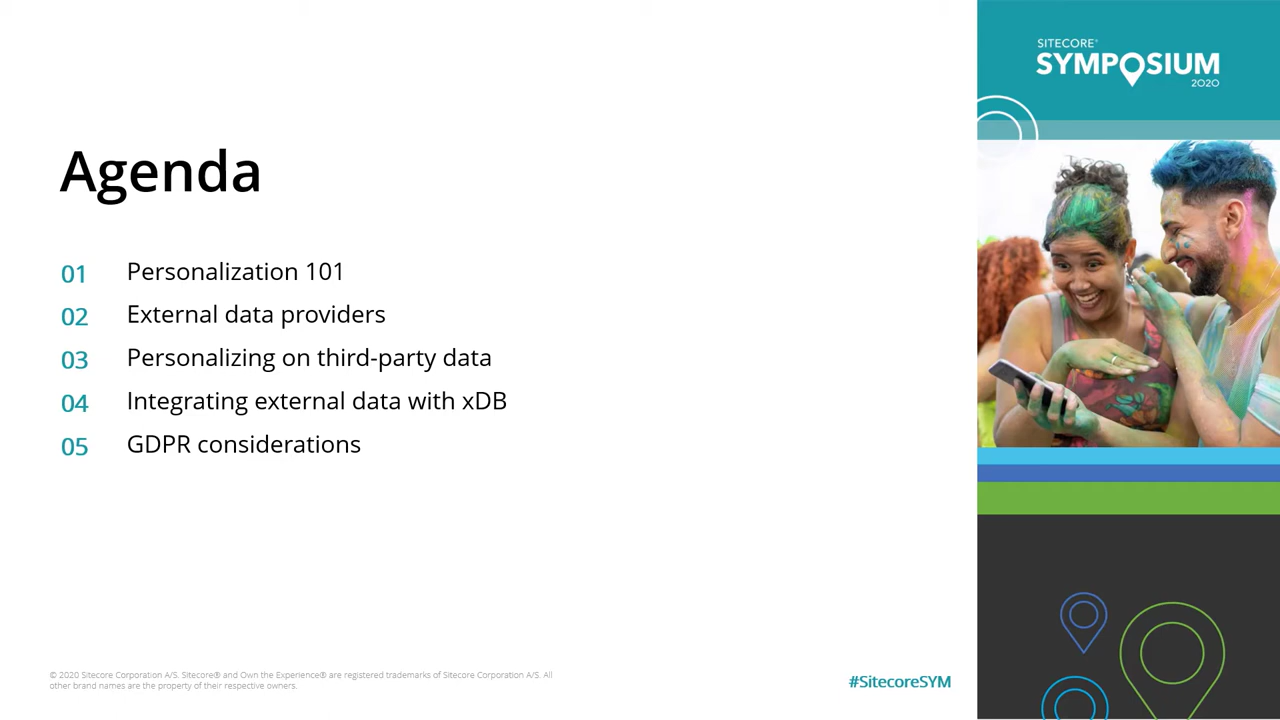 SITECORE®
SYMPOSIUM
2020
Agenda
01 Personalization 101
02 External data providers
03 Personalizing on third-party data
04 Integrating external data with xDB
05 GDPR considerations
© 2020 Sitecore Corporation A/S. Sitecore® and Own the Experience® are registered trademarks of Sitecore Corporation A/S. All
other brand names are the property of their respective owners.
#SitecoreSYM